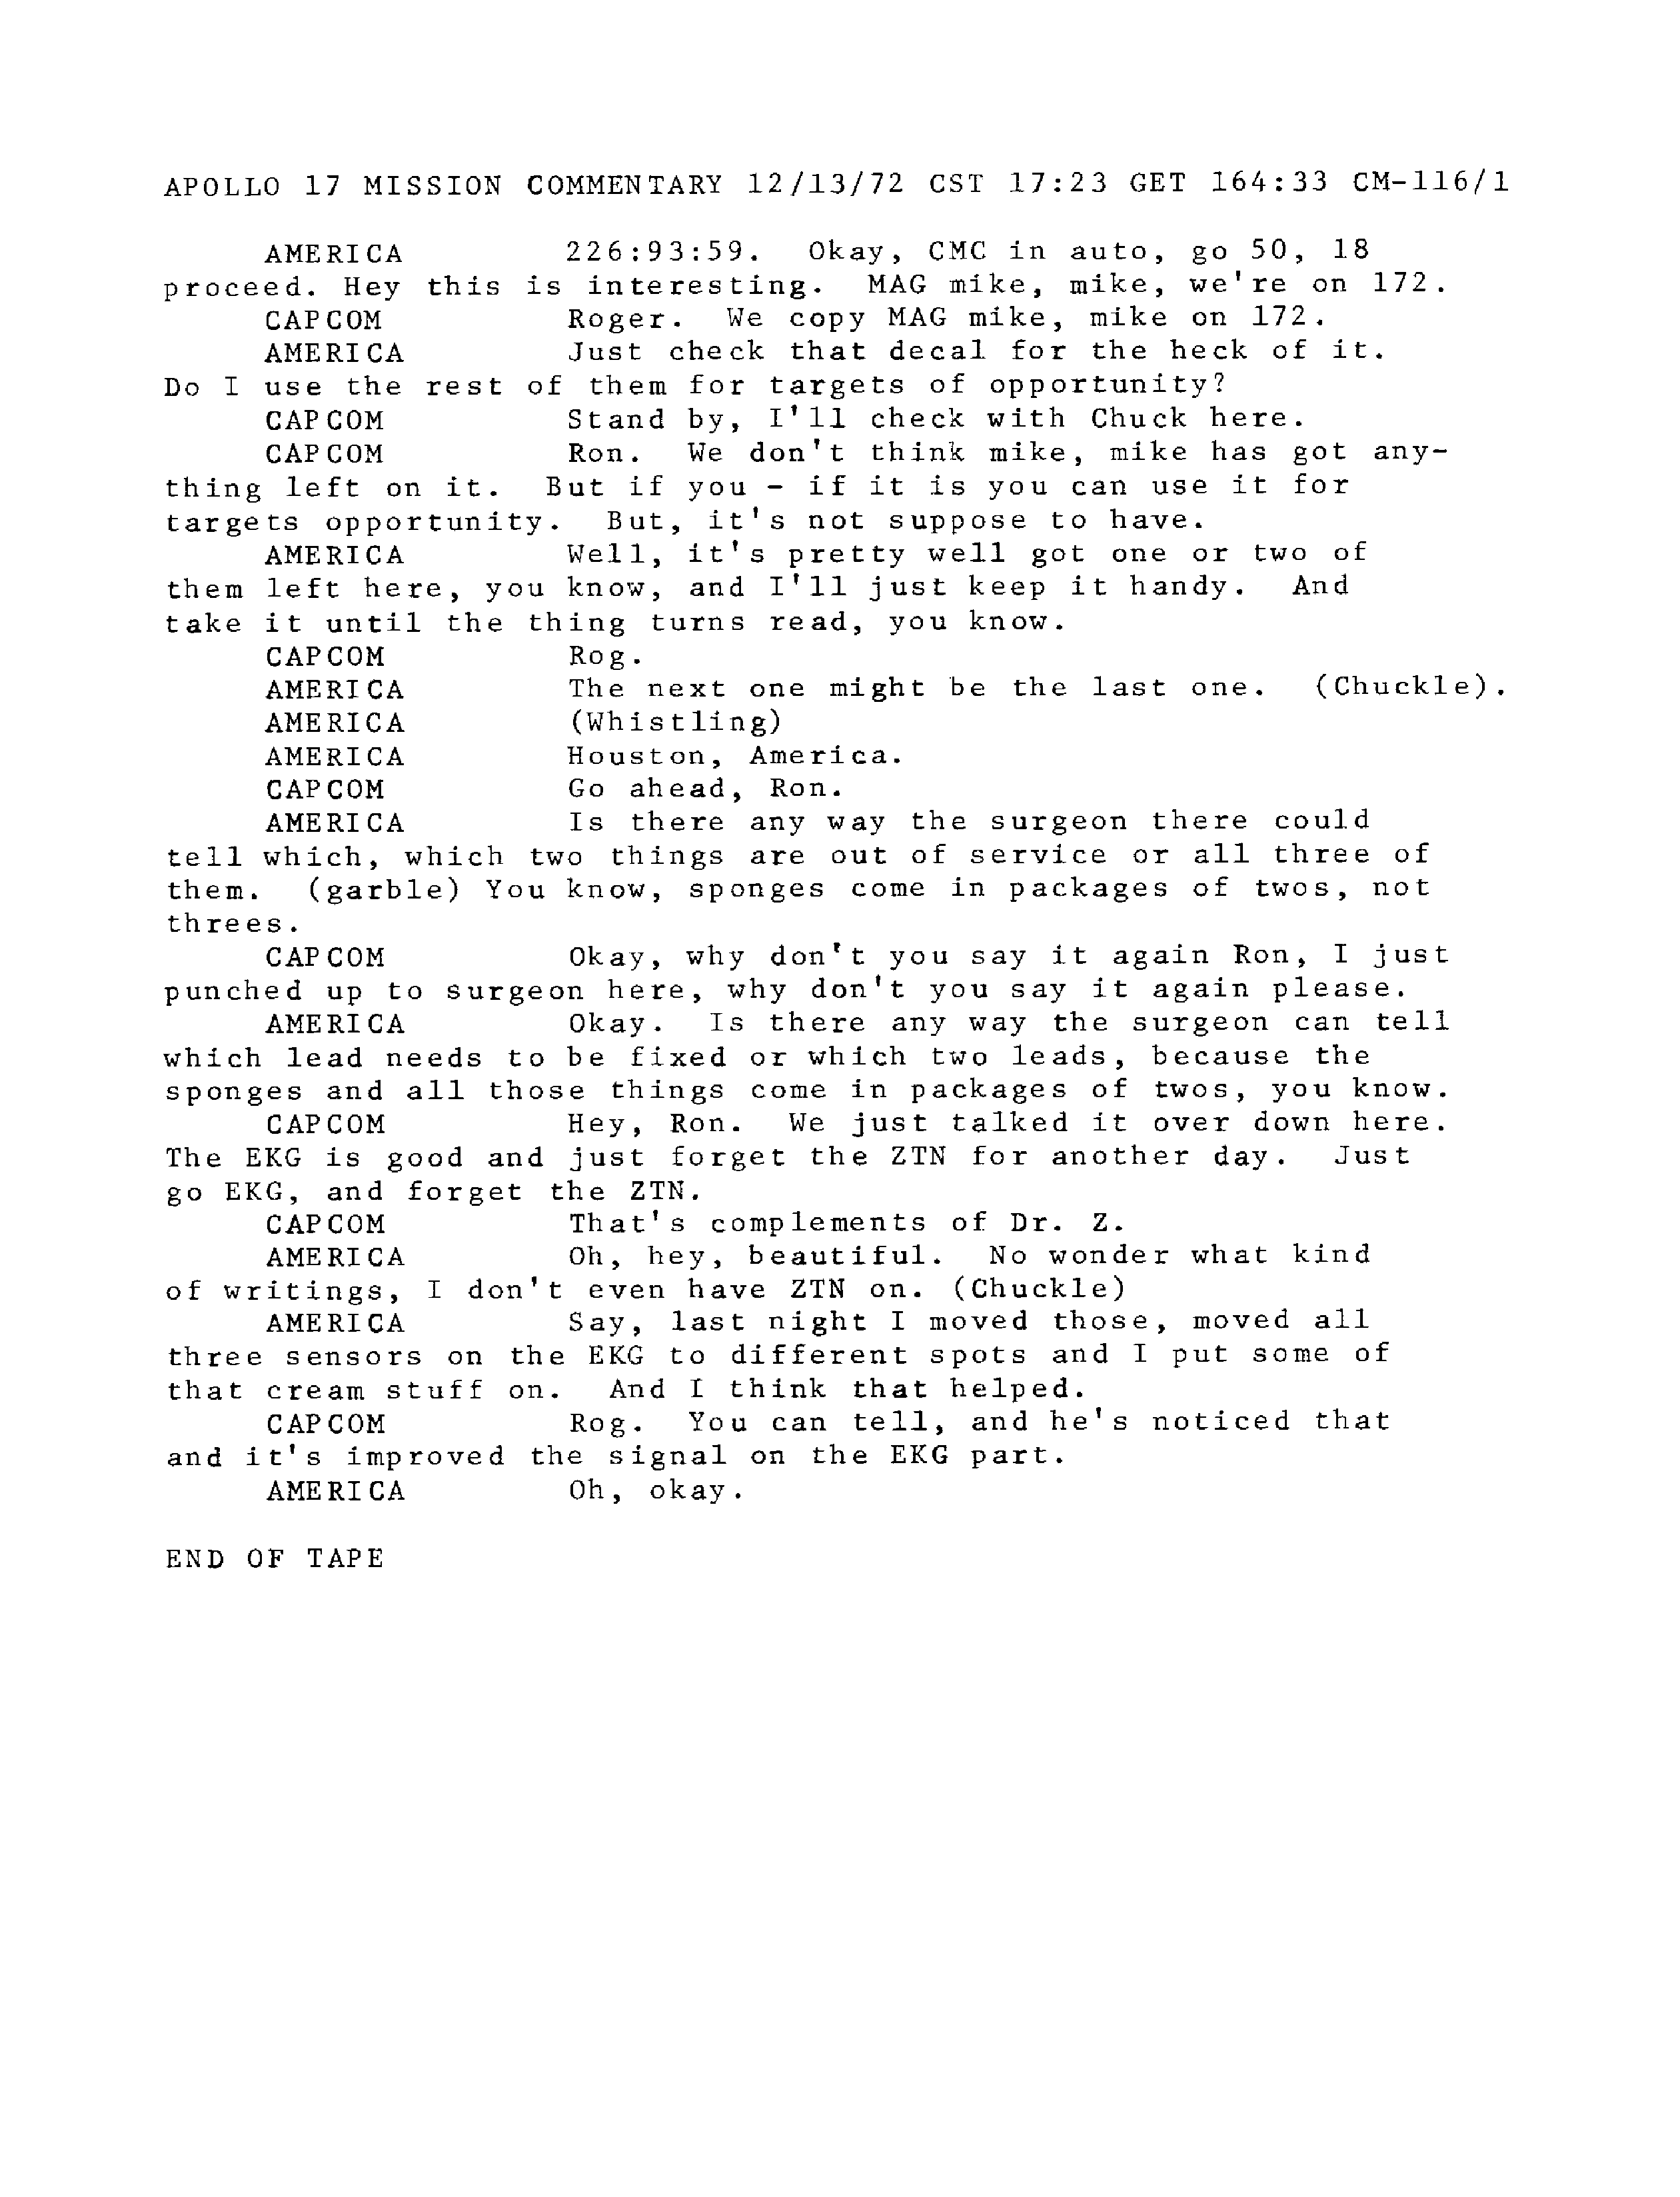 APOLLO 17 MISSION COMMENTARY 12/13/72 CST 17:23 GET 164:33 CM-116/1
AMERICA 226:93:59. Okay, CMC in auto, go 50, 18
proceed. Hey this is interesting. MAG mike, mike, we're on 172.
CAPCOM Roger. We copy MAG mike, mike on 172.
AMERICA Just check that decal for the heck of it.
Do I use the rest of them for targets of opportunity?
CAPCOM Stand by, I'll check with Chuck here.
CAPCOM Ron. We don't think mike, mike has got any-
thing left on it. But if you - if it is you can use it for
targets opportunity. But, it's not suppose to have.
AMERICA Well, it's pretty well got one or two of
them left here, you know, and I'll just keep it handy. And
take it until the thing turns read, you know.
CAPCOM Rog.
AMERICA The next one might be the last one. (Chuckle).
AMERICA (Whistling)
AMERICA Houston, America.
CAPCOM Go ahead, Ron.
AMERICA Is there any way the surgeon there could
tell which, which two things are out of service or all three of
them. (garble) You know, sponges come in packages of twos, not
threes.
CAPCOM Okay, why don't you say it again Ron, I just
punched up to surgeon here, why don't you say it again please.
AMERICA Okay. Is there any way the surgeon can tell
which lead needs to be fixed or which two leads, because the
sponges and all those things come in packages of twos, you know.
CAPCOM Hey, Ron. We just talked it over down here.
The EKG is good and just forget the ZTN for another day. Just
go EKG, and forget the ZTN.
CAPCOM That's complements of Dr. Z.
AMERICA Oh, hey, beautiful. No wonder what kind
of writings, I don't even have ZTN on. (Chuckle)
AMERICA Say, last night I moved those, moved all
three sensors on the EKG to different spots and I put some of
that cream stuff on. And I think that helped.
CAPCOM Rog. You can tell, and he's noticed that
and it's improved the signal on the EKG part.
AMERICA Oh, okay.
END OF TAPE